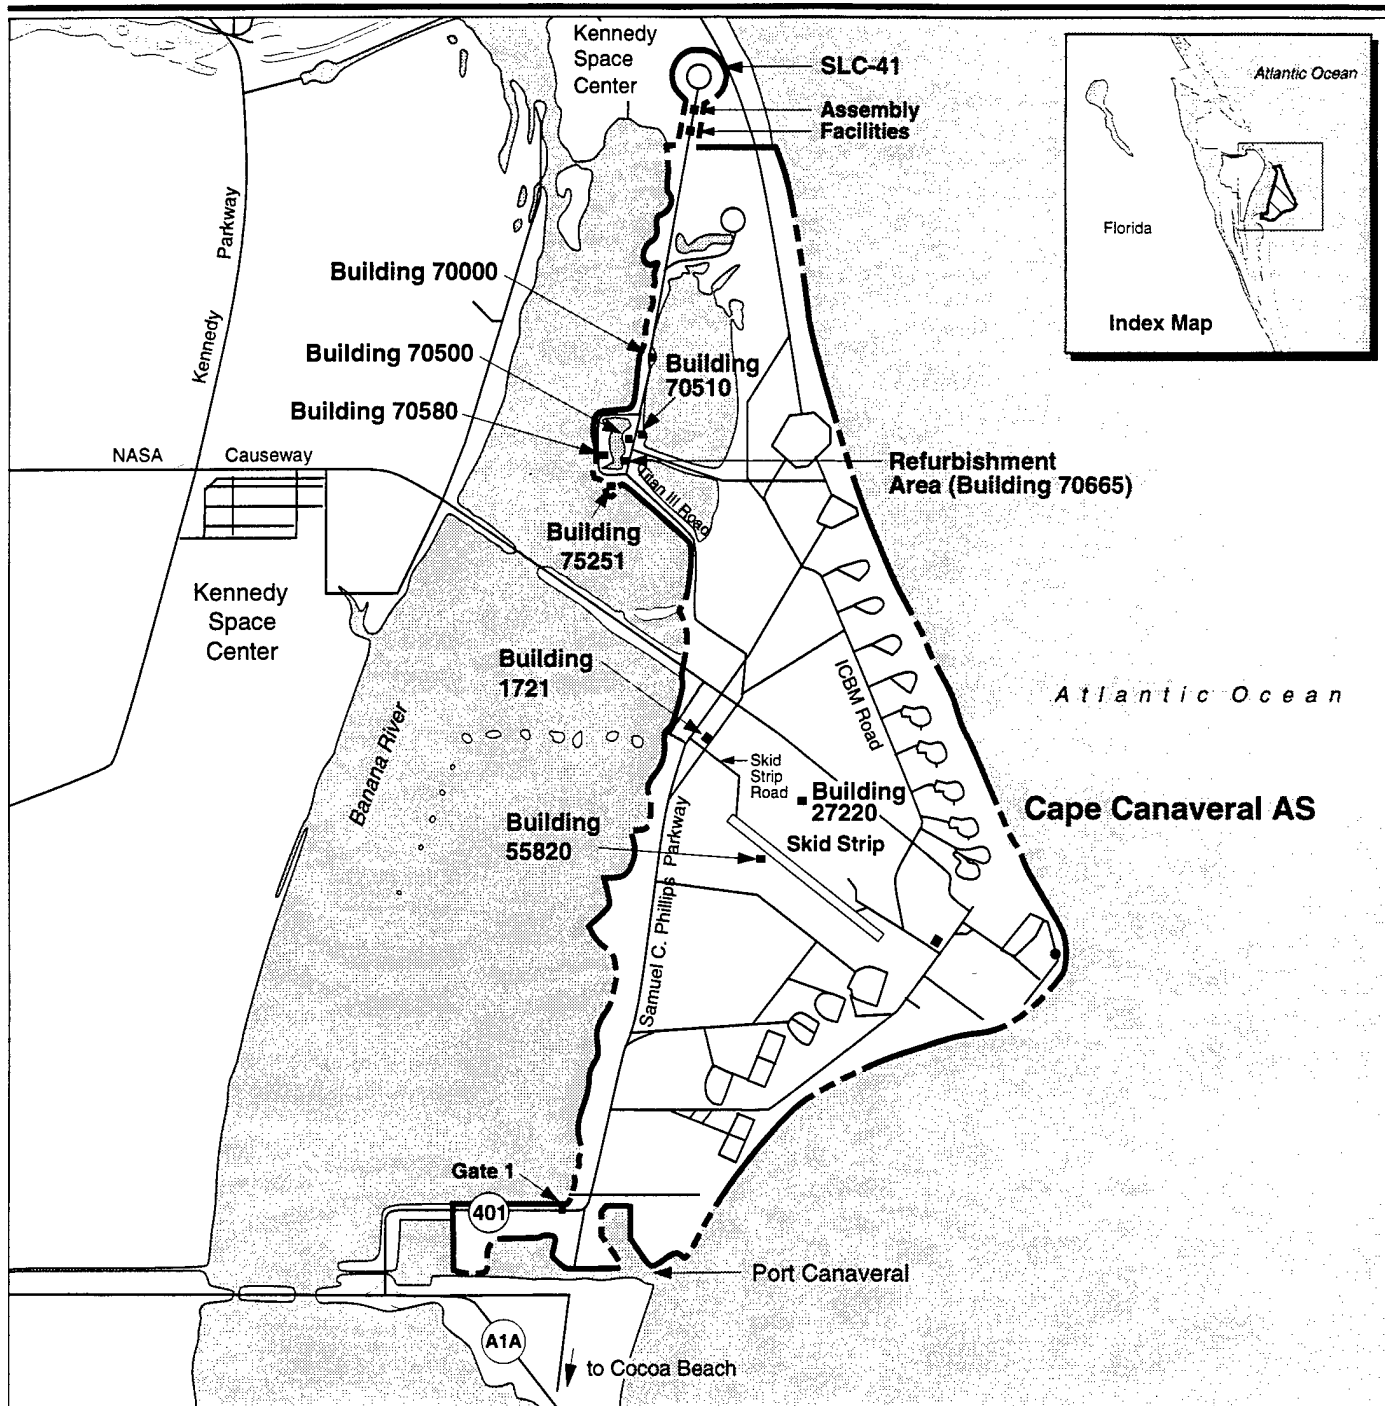 Kennedy
Space
Center
SLC-41
Assembly
Facilities
Atlantic Ocean
Florida
Index Map
Kennedy Parkway
Building 70000
Building 70500
Building
70510
Building 70580
NASA Causeway
Refurbishment
Area (Building 70665)
III Road
Building
75251
Kennedy
Space
Center
Building
1721
ICBM Road
Atlantic Ocean
Banana River
Skid
Strip
Road
Building
27220
Cape Canaveral AS
Building
55820
Skid Strip
Samuel C. Phillips Parkway
Gate 1
401
Port Canaveral
A1A
to Cocoa Beach